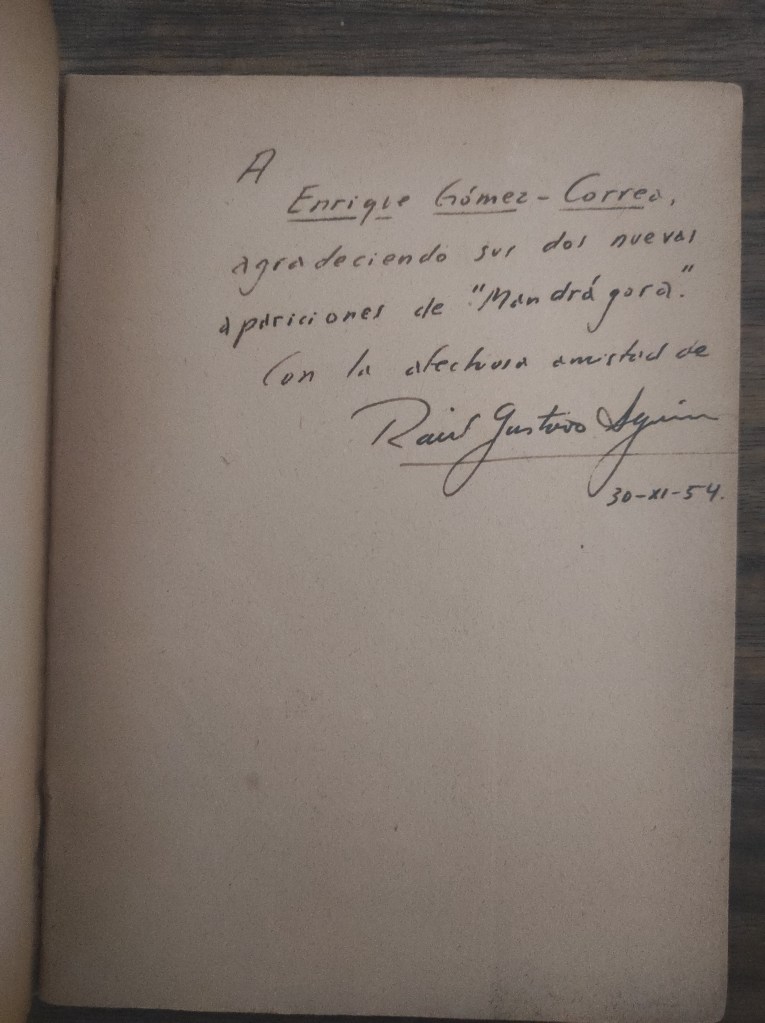 A
Enrique Gómez-Correa,
agradeciendo sus dos nuevas
apariciones de "Mandrágora."
Con la afectuosa amistad de
Raúl Gustavo Aguirre
30-XI-54.